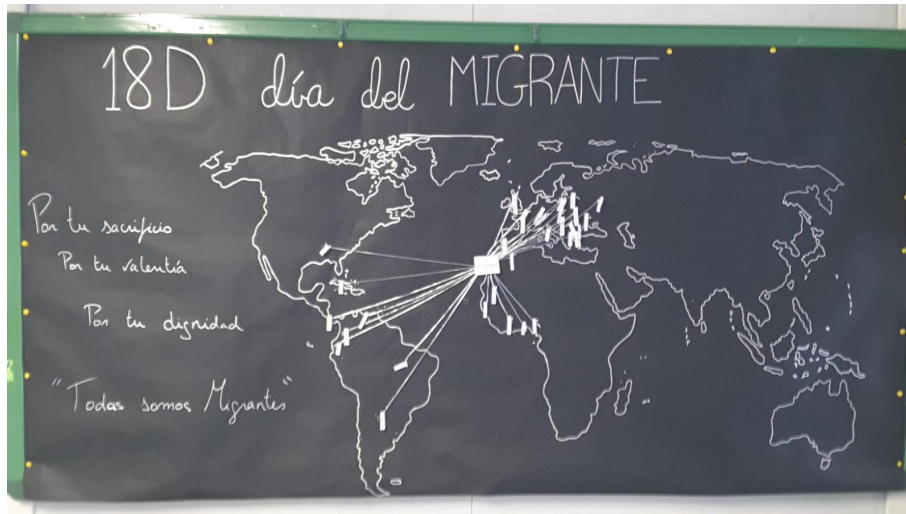 18D día del MIGRANTE
Por tu sacrificio
Por tu valentía
Por tu dignidad
"Todas somos Migrantes"